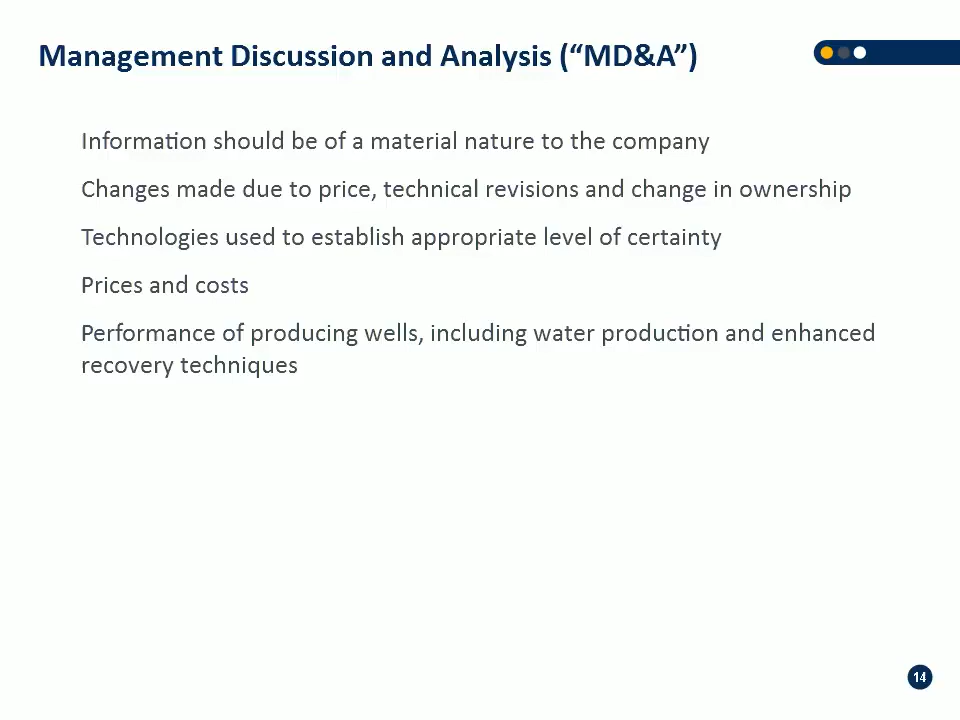 Management Discussion and Analysis (“MD&A”)
Information should be of a material nature to the company
Changes made due to price, technical revisions and change in ownership
Technologies used to establish appropriate level of certainty
Prices and costs
Performance of producing wells, including water production and enhanced
recovery techniques
14